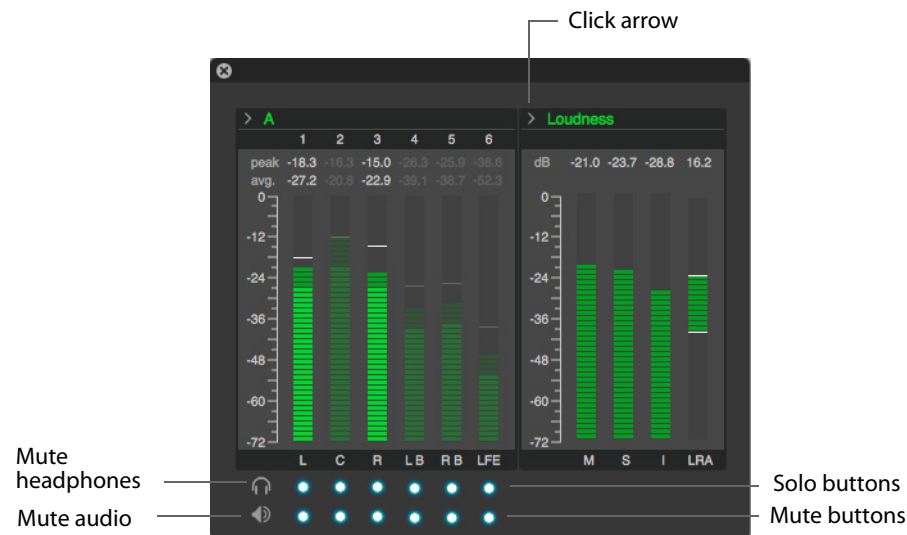 Click arrow
A
Loudness
1 2 3 4 5 6
peak -18.3 -16.3 -15.0 -26.3 -25.9 -38.6
avg. -27.2 -20.8 -22.9 -39.1 -38.7 -52.3
dB -21.0 -23.7 -28.8 16.2
0
-12
-24
-36
-48
-60
-72
0
-12
-24
-36
-48
-60
-72
L C R L B R B LFE
M S I LRA
Mute
headphones
Mute audio
Solo buttons
Mute buttons